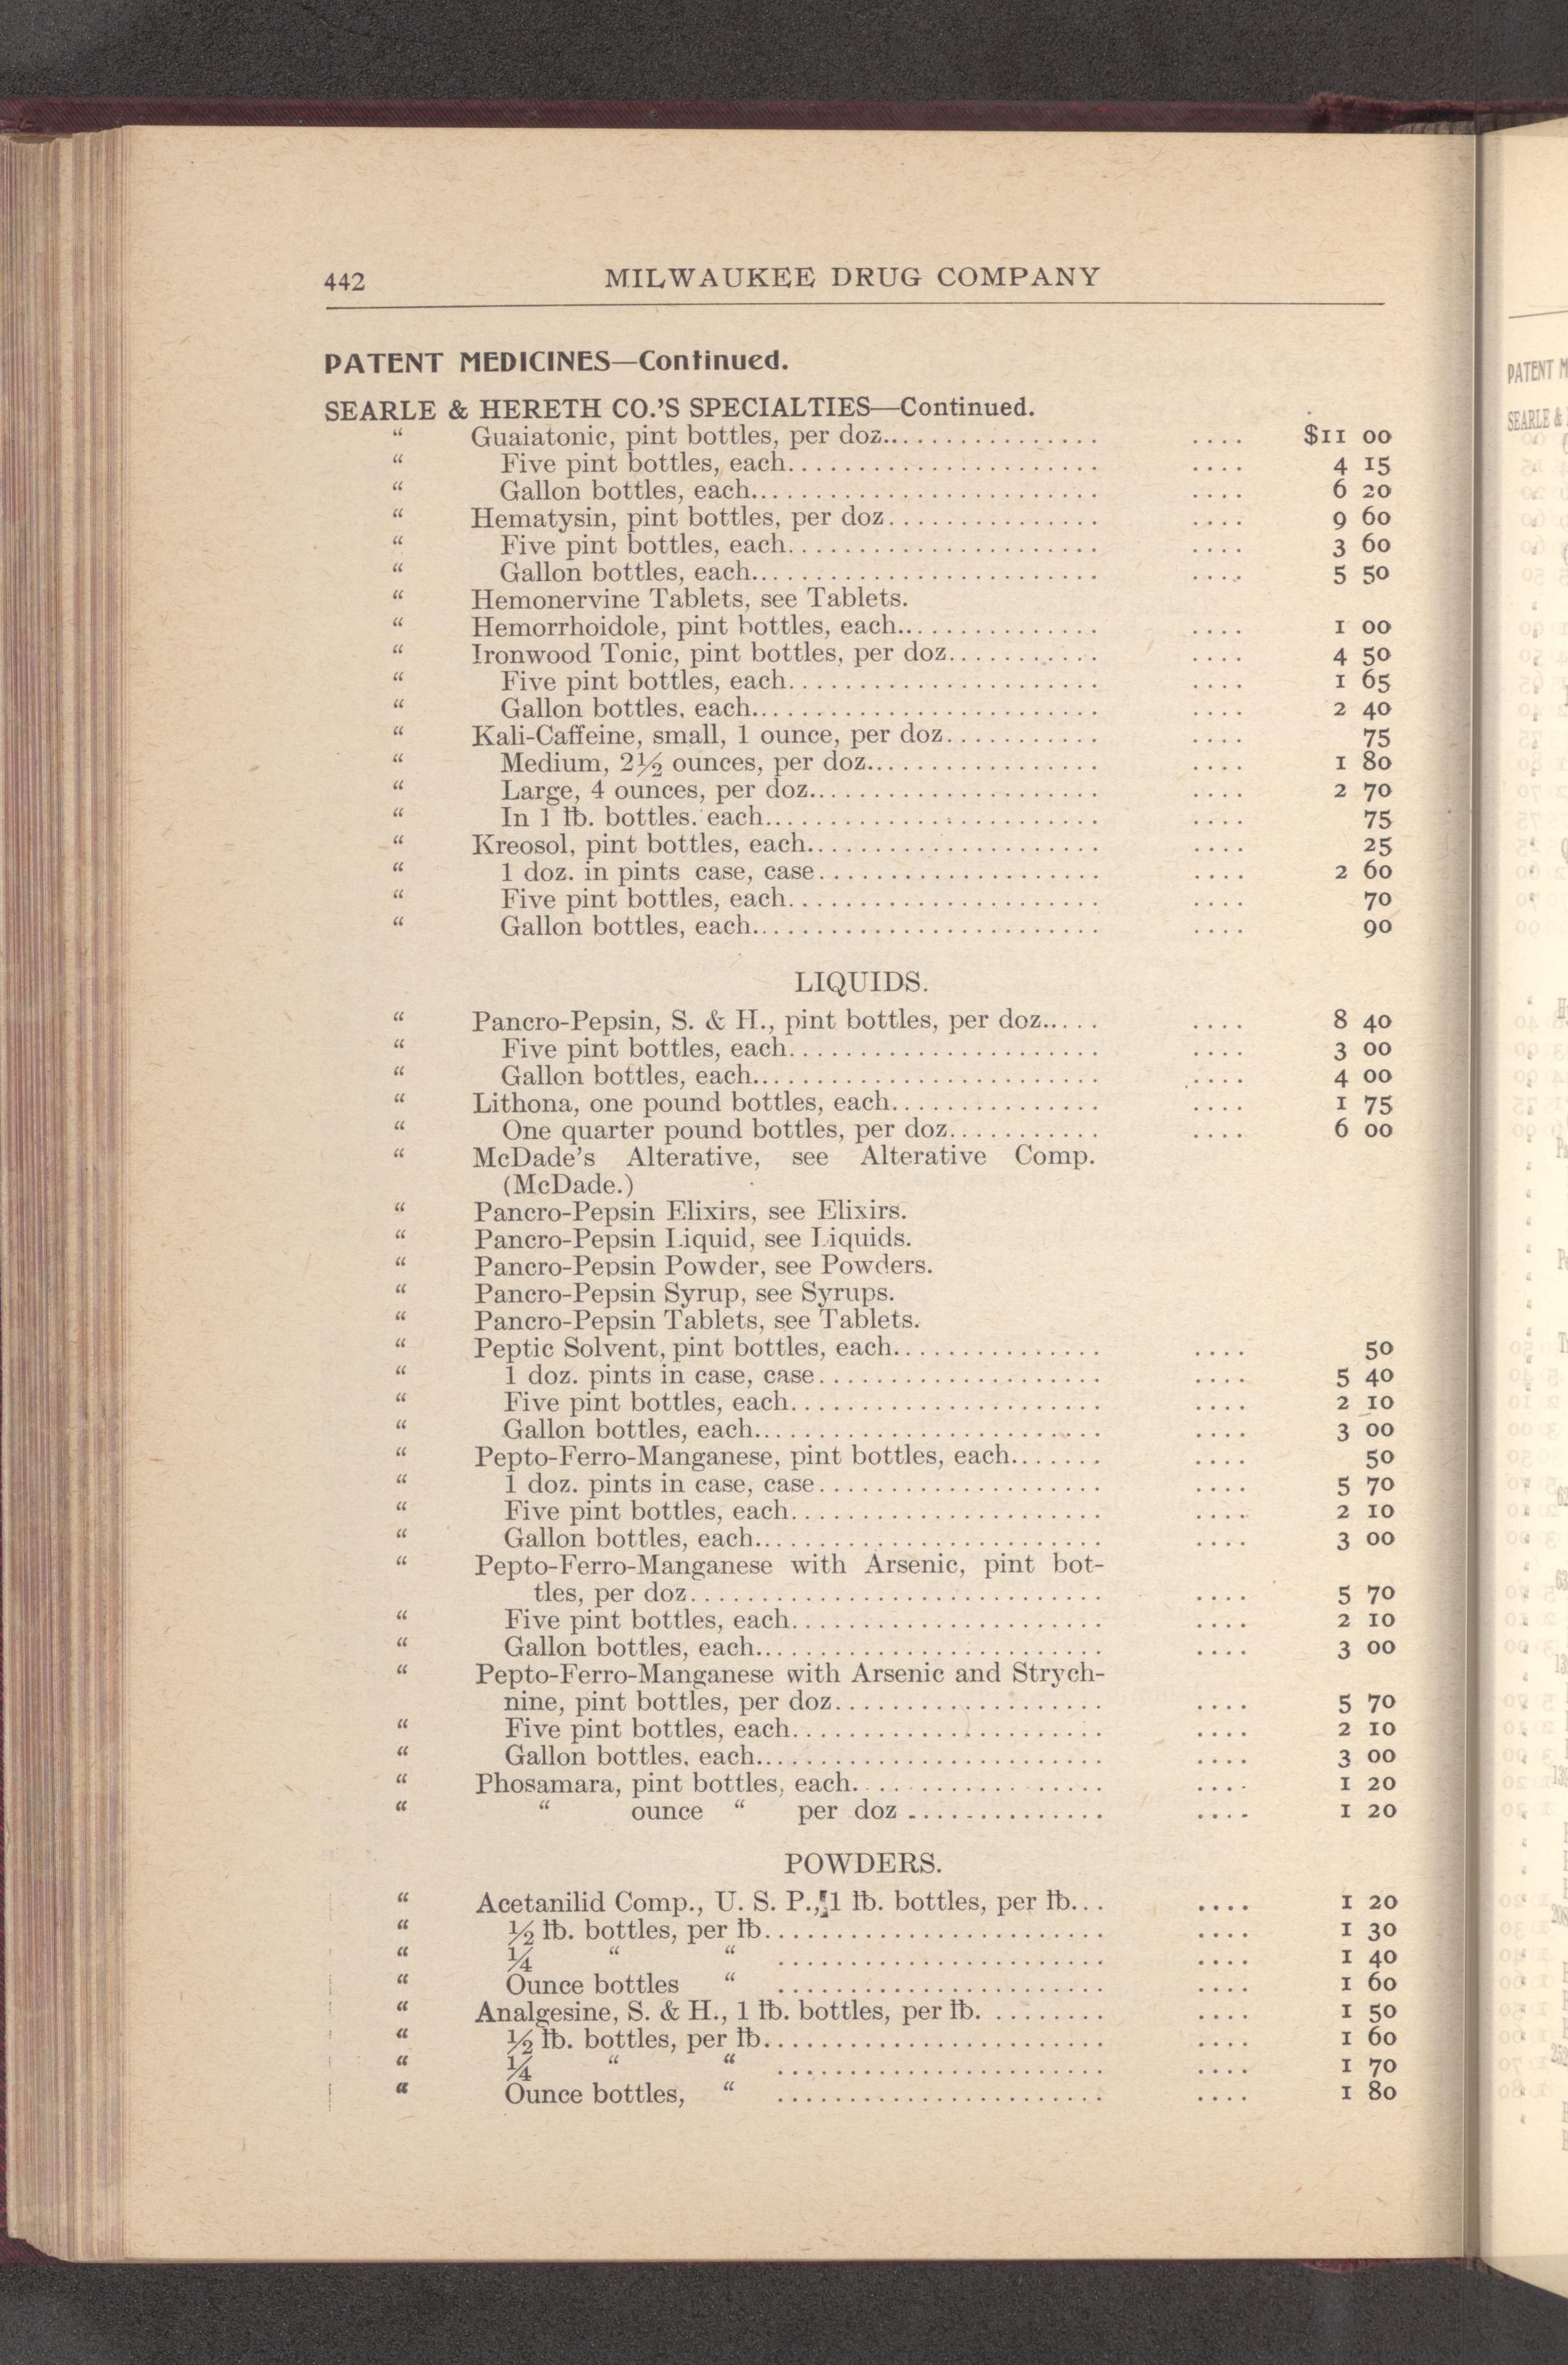 442 MILWAUKEE DRUG COMPANY
PATENT MEDICINES—Continued.
SEARLE & HERETH CO.'S SPECIALTIES—Continued.
“ Guaiatonic, pint bottles, per doz.. .... $11 00
“ Five pint bottles, each. .... 4 15
“ Gallon bottles, each.. .... 6 20
“ Hematysin, pint bottles, per doz. .... 9 60
“ Five pint bottles, each. .... 3 60
“ Gallon bottles, each.. .... 5 50
“ Hemonervine Tablets, see Tablets.
“ Hemorrhoidole, pint bottles, each.. .... 1 00
“ Ironwood Tonic, pint bottles, per doz. .... 4 50
“ Five pint bottles, each. .... 1 65
“ Gallon bottles, each.. .... 2 40
“ Kali-Caffeine, small, 1 ounce, per doz. .... 75
“ Medium, 2½ ounces, per doz.. .... 1 80
“ Large, 4 ounces, per doz.. .... 2 70
“ In 1 lb. bottles. each.. .... 75
“ Kreosol, pint bottles, each.. .... 25
“ 1 doz. in pints case, case. .... 2 60
“ Five pint bottles, each. .... 70
“ Gallon bottles, each.. .... 90
LIQUIDS.
“ Pancro-Pepsin, S. & H., pint bottles, per doz.. .... 8 40
“ Five pint bottles, each. .... 3 00
“ Gallon bottles, each.. .... 4 00
“ Lithona, one pound bottles, each. .... 1 75
“ One quarter pound bottles, per doz. .... 6 00
“ McDade's Alterative, see Alterative Comp.
(McDade.)
“ Pancro-Pepsin Elixirs, see Elixirs.
“ Pancro-Pepsin Liquid, see Liquids.
“ Pancro-Pepsin Powder, see Powders.
“ Pancro-Pepsin Syrup, see Syrups.
“ Pancro-Pepsin Tablets, see Tablets.
“ Peptic Solvent, pint bottles, each. .... 50
“ 1 doz. pints in case, case. .... 5 40
“ Five pint bottles, each. .... 2 10
“ Gallon bottles, each.. .... 3 00
“ Pepto-Ferro-Manganese, pint bottles, each.. .... 50
“ 1 doz. pints in case, case. .... 5 70
“ Five pint bottles, each. .... 2 10
“ Gallon bottles, each.. .... 3 00
“ Pepto-Ferro-Manganese with Arsenic, pint bot-
tles, per doz. .... 5 70
“ Five pint bottles, each. .... 2 10
“ Gallon bottles, each.. .... 3 00
“ Pepto-Ferro-Manganese with Arsenic and Strych-
nine, pint bottles, per doz. .... 5 70
“ Five pint bottles, each. .... 2 10
“ Gallon bottles, each.. .... 3 00
“ Phosamara, pint bottles, each. .... 1 20
“ “ ounce “ per doz .... 1 20
POWDERS.
“ Acetanilid Comp., U. S. P., 1 lb. bottles, per lb. .... 1 20
“ ½ lb. bottles, per lb. .... 1 30
“ ¼ “ “ .... 1 40
“ Ounce bottles “ .... 1 60
“ Analgesine, S. & H., 1 lb. bottles, per lb. .... 1 50
“ ½ lb. bottles, per lb. .... 1 60
“ ¼ “ “ .... 1 70
“ Ounce bottles, “ .... 1 80
PATENT
SEARLE &